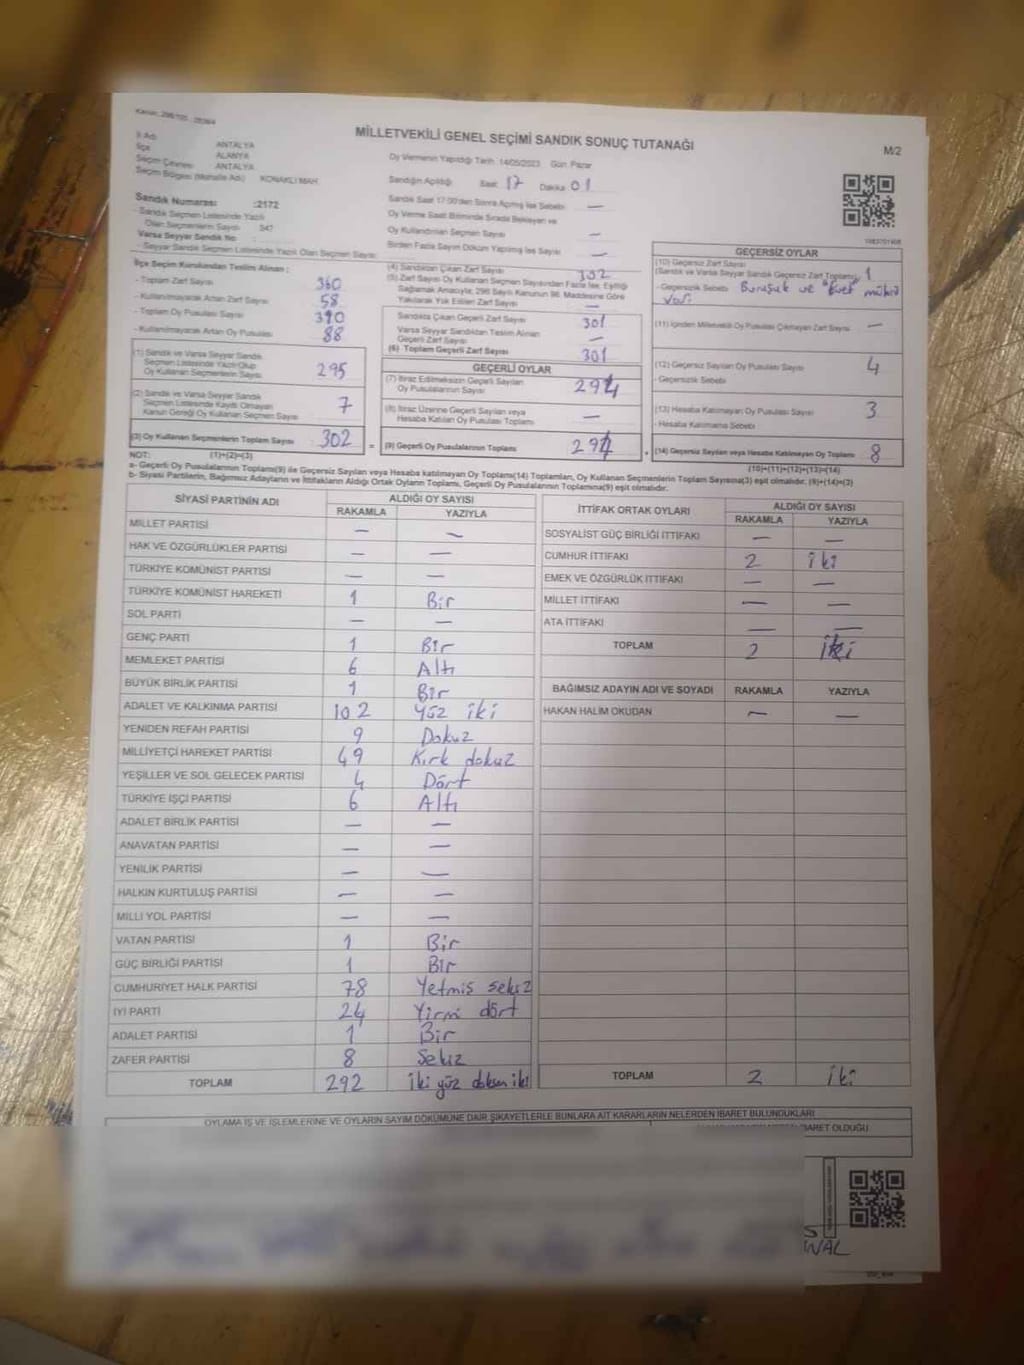 MİLLETVEKİLİ GENEL SEÇİMİ SANDIK SONUÇ TUTANAĞI
M/2
İl Adı ANTALYA
İlçe ALANYA
Seçim Çevresi ANTALYA
Seçim Bölgesi (Mahalle Adı) KONAKLI MAH
Sandık Numarası :2172
- Sandık Seçmen Listesinde Yazılı
Olan Seçmenlerin Sayısı 547
Varsa Seyyar Sandık No
- Seyyar Sandık Seçmen Listesinde Yazılı Olan Seçmen Sayısı
İlçe Seçim Kurulundan Teslim Alınan :
- Toplam Zarf Sayısı 360
- Kullanılmayarak Artan Zarf Sayısı 58
- Toplam Oy Pusulası Sayısı 390
- Kullanılmayarak Artan Oy Pusulası 88
(1) Sandık ve Varsa Seyyar Sandık
Seçmen Listesinde Yazılı Olup
Oy Kullanan Seçmenlerin Sayısı 295
(2) Sandık ve Varsa Seyyar Sandık
Seçmen Listesinde Kayıtlı Olmayan
Kanun Gereği Oy Kullanan Seçmen Sayısı 7
(3) Oy Kullanan Seçmenlerin Toplam Sayısı 302 =
Oy Vermenin Yapıldığı Tarih 14/05/2023 Gün Pazar
Sandığın Açıldığı Saat 17 Dakika 01
Sandık Saat 17:00'den Sonra Açılmış İse Sebebi —
Oy Verme Saati Bitiminde Sırada Bekleyen ve
Oy Kullandırılan Seçmen Sayısı —
Birden Fazla Sayım Döküm Yapılmış İse Sayısı —
(4) Sandıktan Çıkan Zarf Sayısı 302
(5) Zarf Sayısı Oy Kullanan Seçmen Sayısından Fazla İse, Eşitliği
Sağlamak Amacıyla; 298 Sayılı Kanunun 98. Maddesine Göre
Yakılarak Yok Edilen Zarf Sayısı —
Sandıkta Çıkan Geçerli Zarf Sayısı 301
Varsa Seyyar Sandıktan Teslim Alınan
Geçerli Zarf Sayısı —
(6) Toplam Geçerli Zarf Sayısı 301
GEÇERLİ OYLAR
(7) İtiraz Edilmeksizin Geçerli Sayılan
Oy Pusulalarının Sayısı 294
(8) İtiraz Üzerine Geçerli Sayılan veya
Hesaba Katılan Oy Pusulası Toplamı —
(9) Geçerli Oy Pusulalarının Toplamı 294 +
GEÇERSİZ OYLAR
(10) Geçersiz Zarf Sayısı
(Sandık ve Varsa Seyyar Sandık Geçersiz Zarf Toplamı) 1
- Geçersizlik Sebebi Buruşuk ve "Evet"
var.
(11) İçinden Milletvekili Oy Pusulası Çıkmayan Zarf Sayısı —
(12) Geçersiz Sayılan Oy Pusulası Sayısı 4
- Geçersizlik Sebebi
(13) Hesaba Katılmayan Oy Pusulası Sayısı 3
- Hesaba Katılmama Sebebi
(14) Geçersiz Sayılan veya Hesaba Katılmayan Oy Toplamı 8
NOT: (1)+(2)=(3) (10)+(11)+(12)+(13)=(14)
a- Geçerli Oy Pusulalarının Toplamı(9) ile Geçersiz Sayılan veya Hesaba katılmayan Oy Toplamı(14) Toplamları, Oy Kullanan Seçmenlerin Toplam Sayısına(3) eşit olmalıdır. (9)+(14)=(3)
b- Siyasi Partilerin, Bağımsız Adayların ve İttifakların Aldığı Ortak Oyların Toplamı, Geçerli Oy Pusulalarının Toplamına(9) eşit olmalıdır.
SİYASİ PARTİNİN ADI ALDIĞI OY SAYISI
RAKAMLA YAZIYLA
MİLLET PARTİSİ — —
HAK VE ÖZGÜRLÜKLER PARTİSİ — —
TÜRKİYE KOMÜNİST PARTİSİ — —
TÜRKİYE KOMÜNİST HAREKETİ 1 Bir
SOL PARTİ — —
GENÇ PARTİ 1 Bir
MEMLEKET PARTİSİ 6 Altı
BÜYÜK BİRLİK PARTİSİ 1 Bir
ADALET VE KALKINMA PARTİSİ 102 Yüz iki
YENİDEN REFAH PARTİSİ 9 Dokuz
MİLLİYETÇİ HAREKET PARTİSİ 49 Kırk dokuz
YEŞİLLER VE SOL GELECEK PARTİSİ 4 Dört
TÜRKİYE İŞÇİ PARTİSİ 6 Altı
ADALET BİRLİK PARTİSİ — —
ANAVATAN PARTİSİ — —
YENİLİK PARTİSİ — —
HALKIN KURTULUŞ PARTİSİ — —
MİLLİ YOL PARTİSİ — —
VATAN PARTİSİ 1 Bir
GÜÇ BİRLİĞİ PARTİSİ 1 Bir
CUMHURİYET HALK PARTİSİ 78 Yetmiş sekiz
İYİ PARTİ 24 Yirmi dört
ADALET PARTİSİ 1 Bir
ZAFER PARTİSİ 8 Sekiz
TOPLAM 292 iki yüz doksan iki
İTTİFAK ORTAK OYLARI ALDIĞI OY SAYISI
RAKAMLA YAZIYLA
SOSYALİST GÜÇ BİRLİĞİ İTTİFAKI — —
CUMHUR İTTİFAKI 2 iki
EMEK VE ÖZGÜRLÜK İTTİFAKI — —
MİLLET İTTİFAKI — —
ATA İTTİFAKI — —
TOPLAM 2 iki
BAĞIMSIZ ADAYIN ADI VE SOYADI RAKAMLA YAZIYLA
HAKAN HALİM OKUDAN — —
TOPLAM 2 iki
OYLAMA İŞ VE İŞLEMLERİNE VE OYLARIN SAYIM DÖKÜMÜNE DAİR ŞİKAYETLERLE BUNLARA AİT KARARLARIN NELERDEN İBARET BULUNDUKLARI
İBARET OLDUĞU